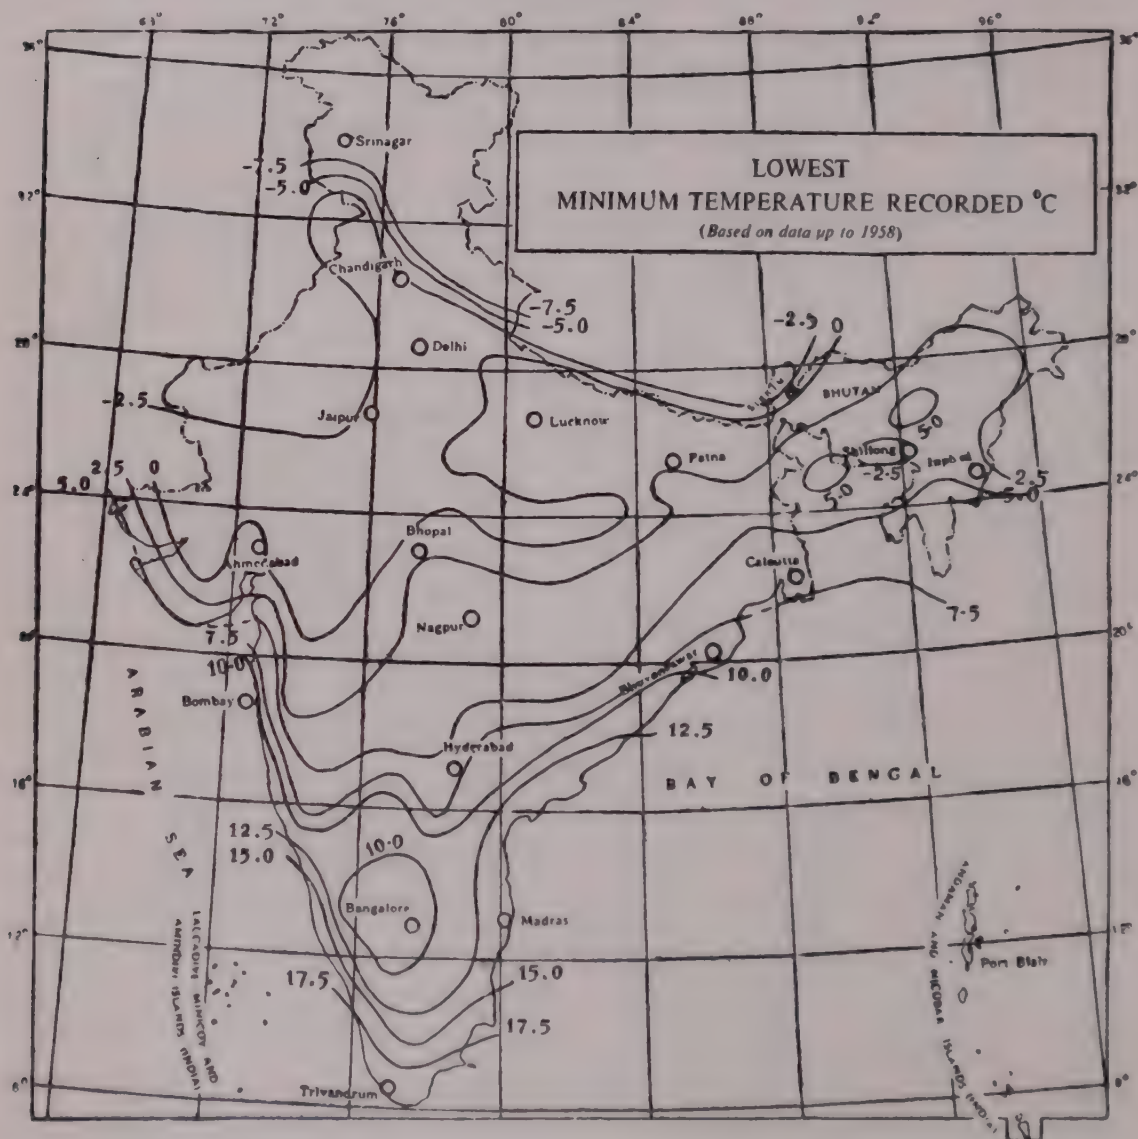 72° 76° 80° 84° 88° 96°
36°
LOWEST
MINIMUM TEMPERATURE RECORDED °C
(Based on data up to 1958)
Srinagar
-7.5
-5.0
32°
Chandigarh
-7.5
-5.0
-2.5 0
28° Delhi 28°
BHUTAN
-2.5
Jaipur
Lucknow
5.0
Patna
Shillong
-2.5
Imphal
5.0
2.5
5.0
24°
5.0 2.5 0
Ahmedabad
Bhopal
Calcutta
7.5
Nagpur
20°
7.5
10.0
Bhuvaneswar
10.0
Bombay
12.5
Hyderabad
ARABIAN
SEA
BAY OF BENGAL
16° 16°
12.5
15.0
10.0
Bangalore
Madras
12°
LACCADIVE MINICOY AND
AMINDIVI ISLANDS (INDIA)
ANDAMAN AND NICOBAR ISLANDS (INDIA)
Port Blair
17.5
15.0
17.5
Trivandrum
8°